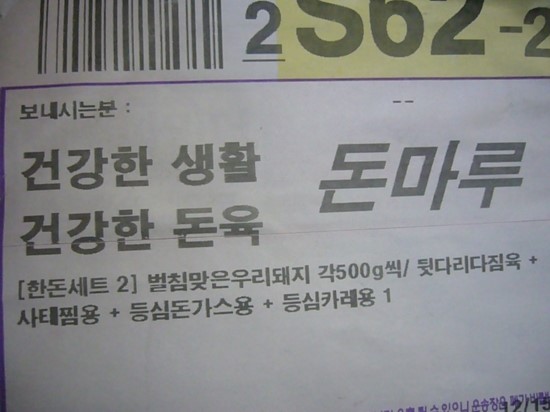 2 S62-2
보내시는분 : --
건강한 생활 돈마루
건강한 돈육
[한돈세트 2] 벌침맞은우리돼지 각500g씩/ 뒷다리다짐육 +
사태찜용 + 등심돈가스용 + 등심카레용 1